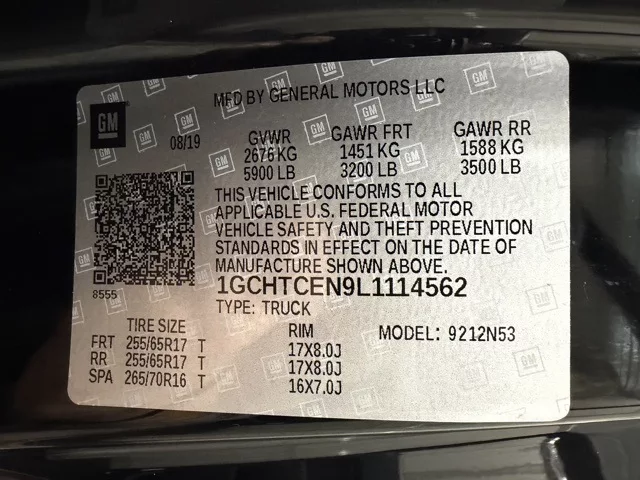 MFD BY GENERAL MOTORS LLC
GM
08/19 GVWR GAWR FRT GAWR RR
2676 KG 1451 KG 1588 KG
5900 LB 3200 LB 3500 LB
THIS VEHICLE CONFORMS TO ALL
APPLICABLE U.S. FEDERAL MOTOR
VEHICLE SAFETY AND THEFT PREVENTION
STANDARDS IN EFFECT ON THE DATE OF
MANUFACTURE SHOWN ABOVE.
8555
1GCHTCEN9L1114562
TYPE: TRUCK
TIRE SIZE RIM MODEL: 9212N53
FRT 255/65R17 T 17X8.0J
RR 255/65R17 T 17X8.0J
SPA 265/70R16 T 16X7.0J